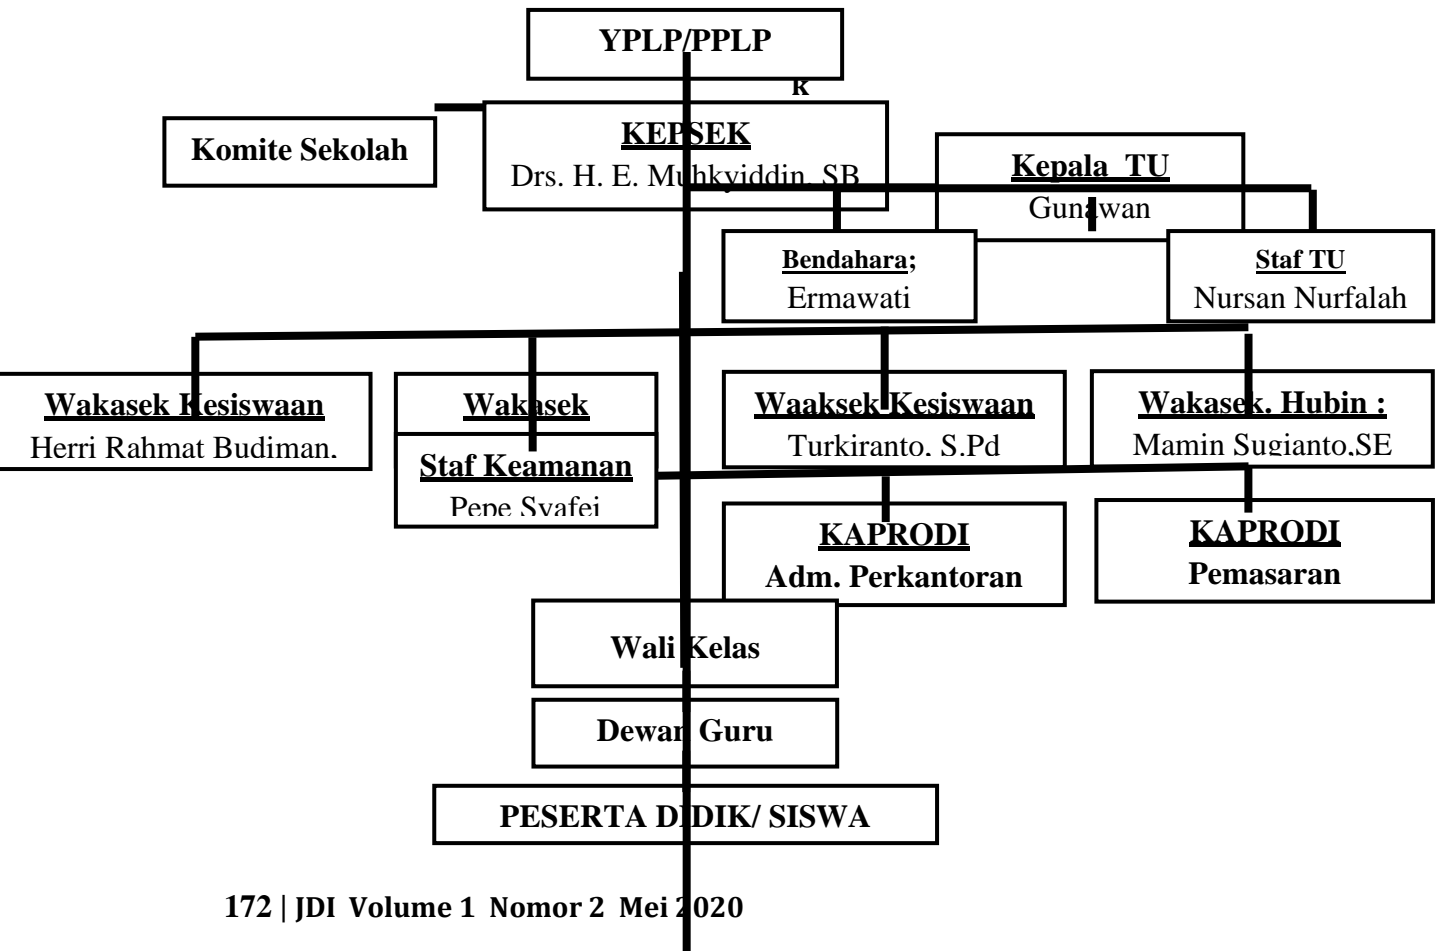 YPLP/PPLP
KEPSEK
Drs. H. E. Muhkyiddin. SB
Komite Sekolah
Kepala TU
Gunawan
Bendahara;
Ermawati
Staf TU
Nursan Nurfalah
Wakasek Kesiswaan
Herri Rahmat Budiman.
Wakasek
Staf Keamanan
Pepe Syafei
Waaksek Kesiswaan
Turkiranto, S.Pd
Wakasek. Hubin :
Mamin Sugianto,SE
KAPRODI
Adm. Perkantoran
KAPRODI
Pemasaran
Wali Kelas
Dewan Guru
PESERTA DIDIK/ SISWA
172 | JDI Volume 1 Nomor 2 Mei 2020